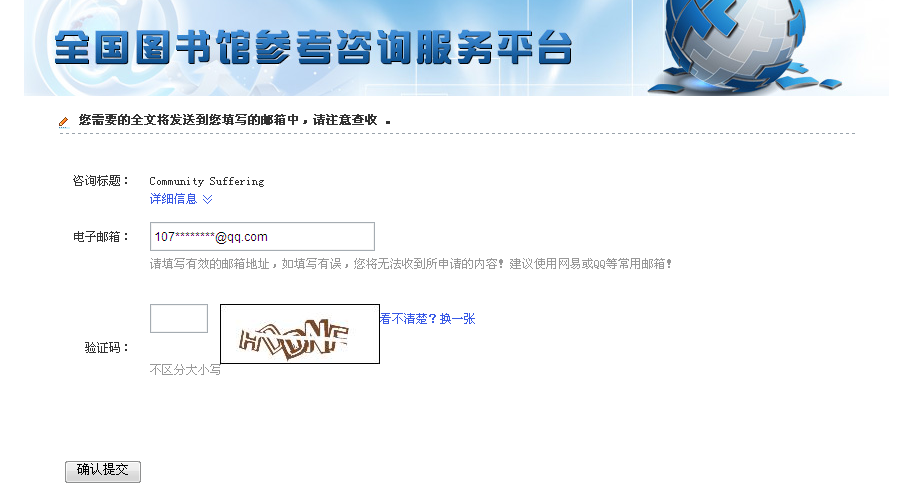 全国图书馆参考咨询服务平台
您需要的全文将发送到您填写的邮箱中，请注意查收 。
咨询标题： Community Suffering
详细信息
电子邮箱： 107********@qq.com
请填写有效的邮箱地址，如填写有误，您将无法收到所申请的内容！建议使用网易或QQ等常用邮箱！
看不清楚？换一张
验证码：
不区分大小写
确认提交